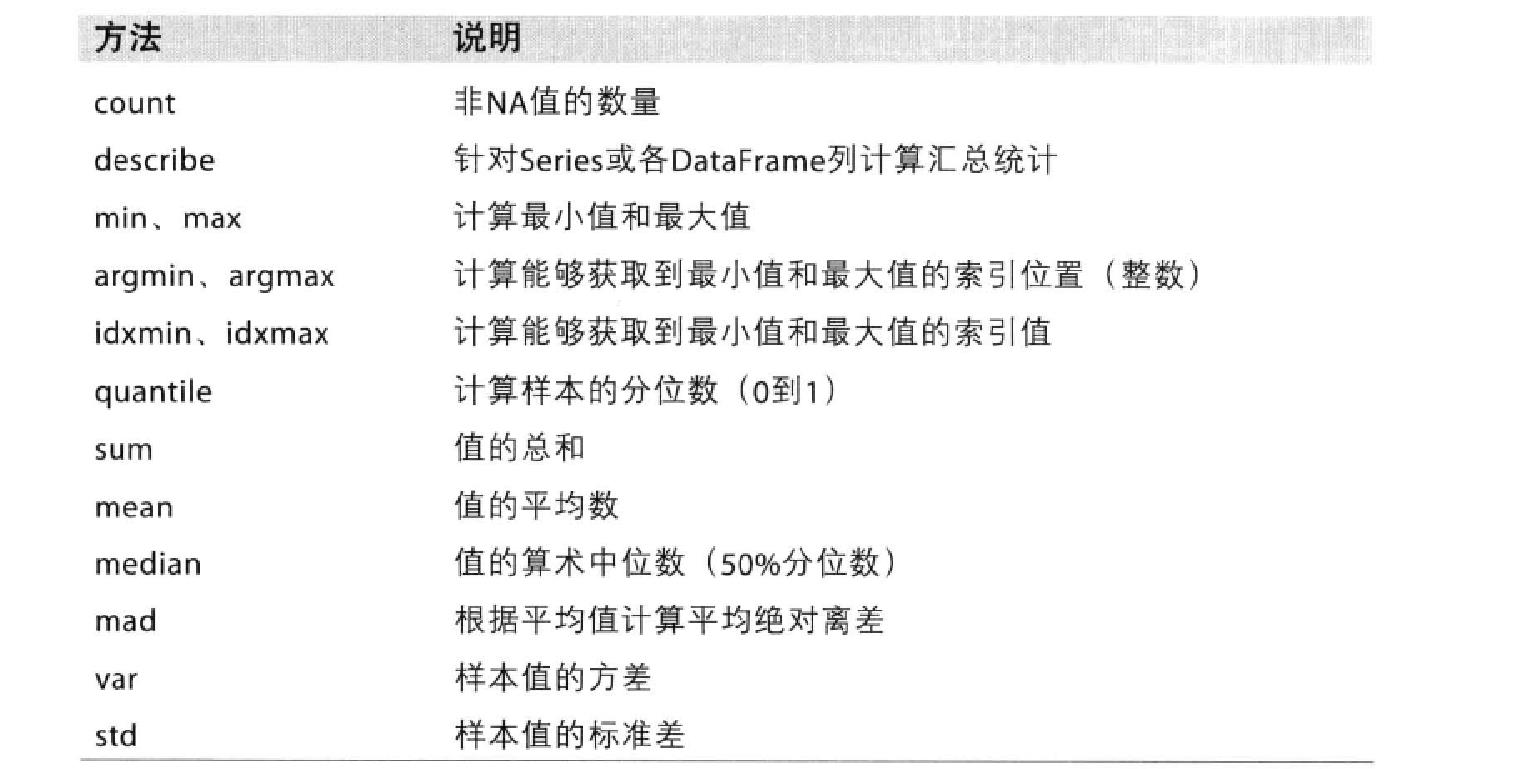 方法 说明
count 非NA值的数量
describe 针对Series或各DataFrame列计算汇总统计
min、max 计算最小值和最大值
argmin、argmax 计算能够获取到最小值和最大值的索引位置（整数）
idxmin、idxmax 计算能够获取到最小值和最大值的索引值
quantile 计算样本的分位数（0到1）
sum 值的总和
mean 值的平均数
median 值的算术中位数（50%分位数）
mad 根据平均值计算平均绝对离差
var 样本值的方差
std 样本值的标准差